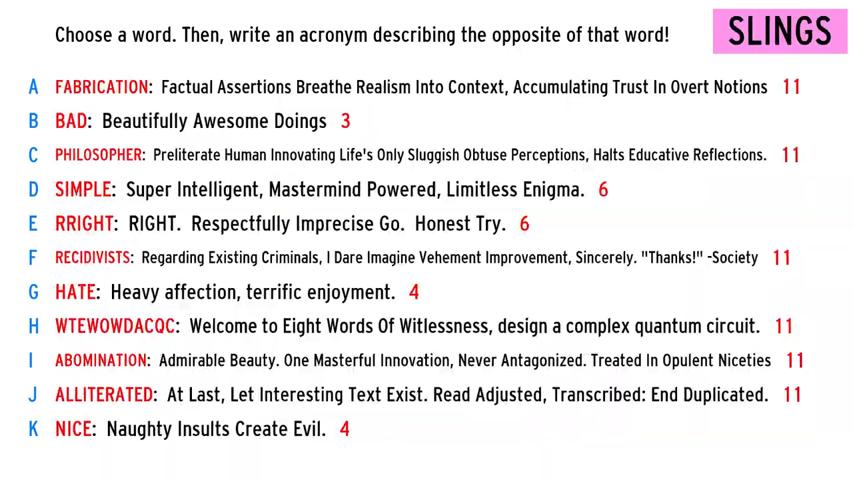 Choose a word. Then, write an acronym describing the opposite of that word!
SLINGS
A FABRICATION: Factual Assertions Breathe Realism Into Context, Accumulating Trust In Overt Notions 11
B BAD: Beautifully Awesome Doings 3
C PHILOSOPHER: Preliterate Human Innovating Life's Only Sluggish Obtuse Perceptions, Halts Educative Reflections. 11
D SIMPLE: Super Intelligent, Mastermind Powered, Limitless Enigma. 6
E RRIGHT: RIGHT. Respectfully Imprecise Go. Honest Try. 6
F RECIDIVISTS: Regarding Existing Criminals, I Dare Imagine Vehement Improvement, Sincerely. "Thanks!" -Society 11
G HATE: Heavy affection, terrific enjoyment. 4
H WTEWOWDACQC: Welcome to Eight Words Of Witlessness, design a complex quantum circuit. 11
I ABOMINATION: Admirable Beauty. One Masterful Innovation, Never Antagonized. Treated In Opulent Niceties 11
J ALLITERATED: At Last, Let Interesting Text Exist. Read Adjusted, Transcribed: End Duplicated. 11
K NICE: Naughty Insults Create Evil. 4